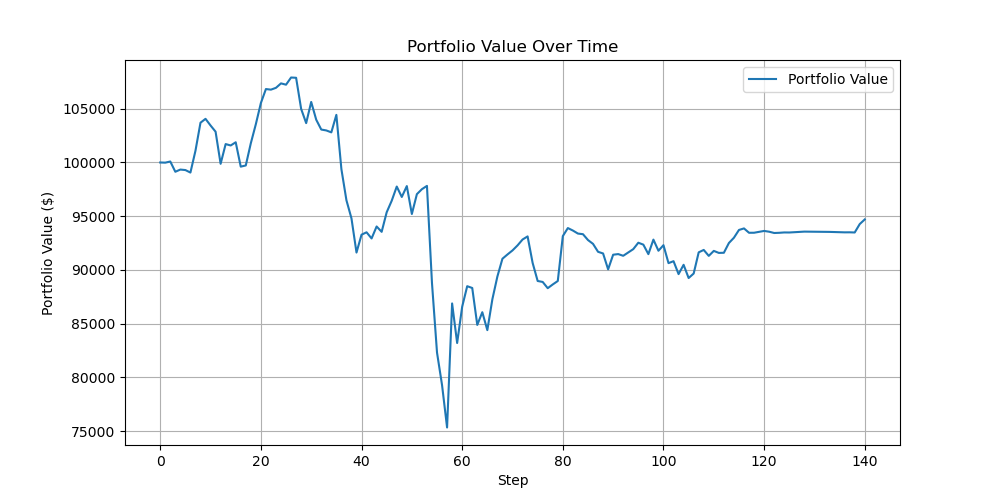 Portfolio Value Over Time
Portfolio Value
Portfolio Value ($)
105000
100000
95000
90000
85000
80000
75000
0 20 40 60 80 100 120 140
Step